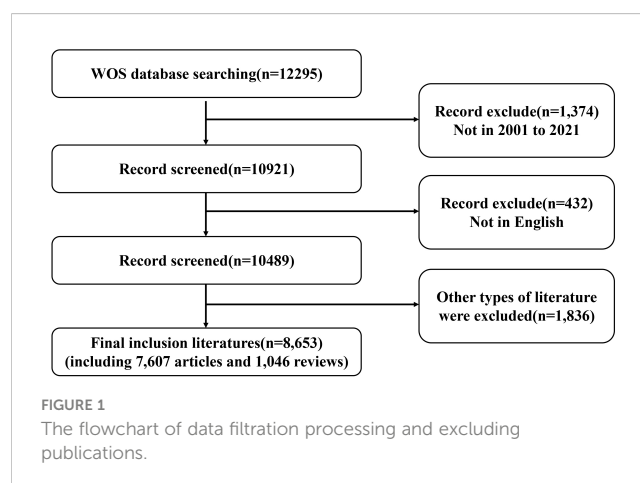 WOS database searching(n=12295)
Record exclude(n=1,374)
Not in 2001 to 2021
Record screened(n=10921)
Record exclude(n=432)
Not in English
Record screened(n=10489)
Other types of literature
were excluded(n=1,836)
Final inclusion literatures(n=8,653)
(including 7,607 articles and 1,046 reviews)
FIGURE 1
The flowchart of data filtration processing and excluding
publications.